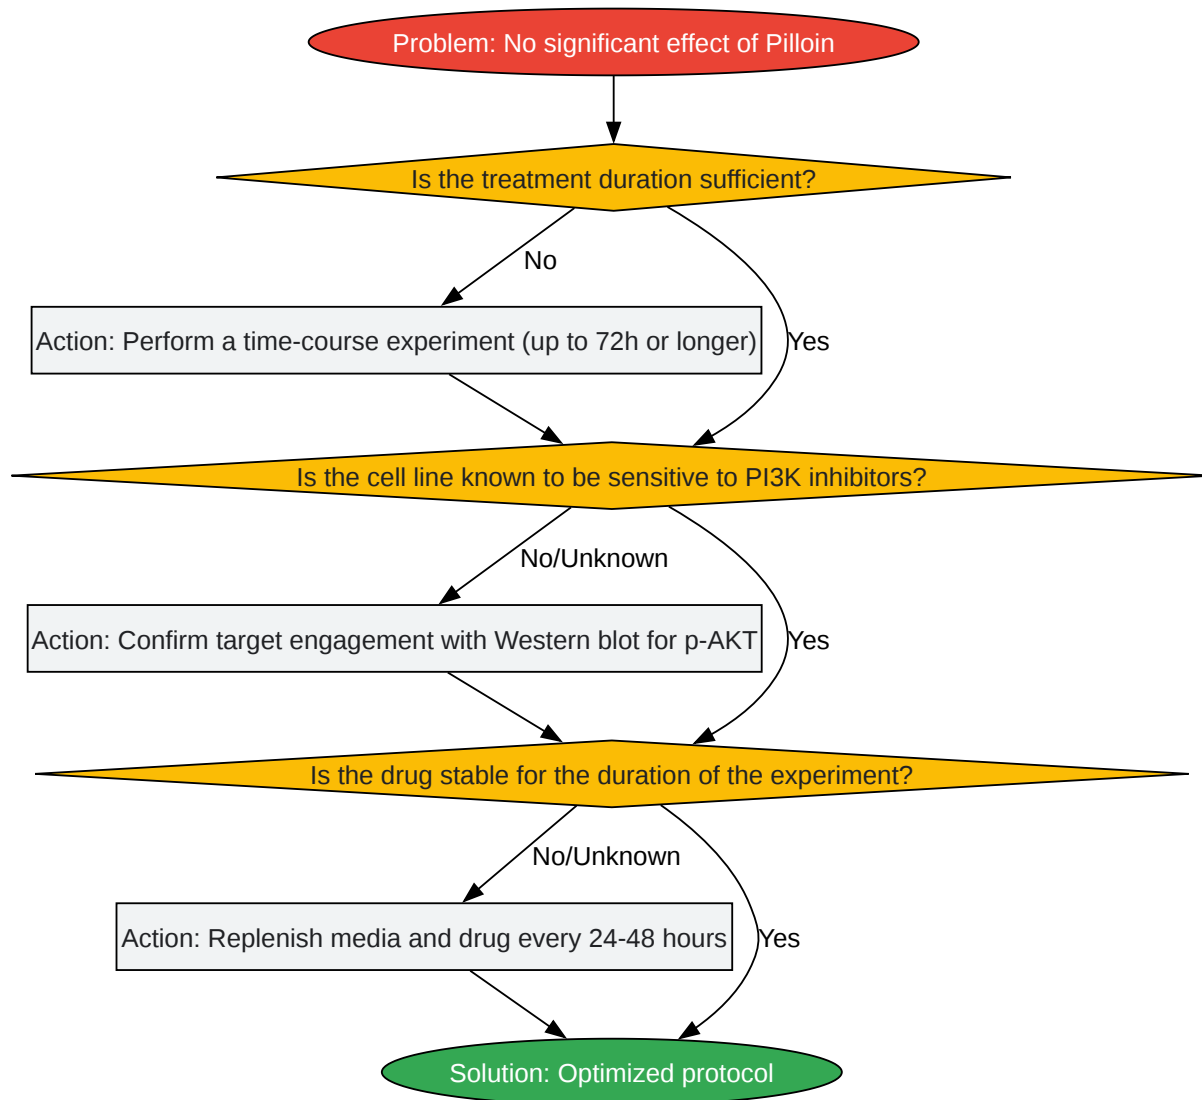 Problem: No significant effect of Pilloin
Is the treatment duration sufficient?
No
Action: Perform a time-course experiment (up to 72h or longer)
Yes
Is the cell line known to be sensitive to PI3K inhibitors?
No/Unknown
Action: Confirm target engagement with Western blot for p-AKT
Yes
Is the drug stable for the duration of the experiment?
No/Unknown
Action: Replenish media and drug every 24-48 hours
Yes
Solution: Optimized protocol